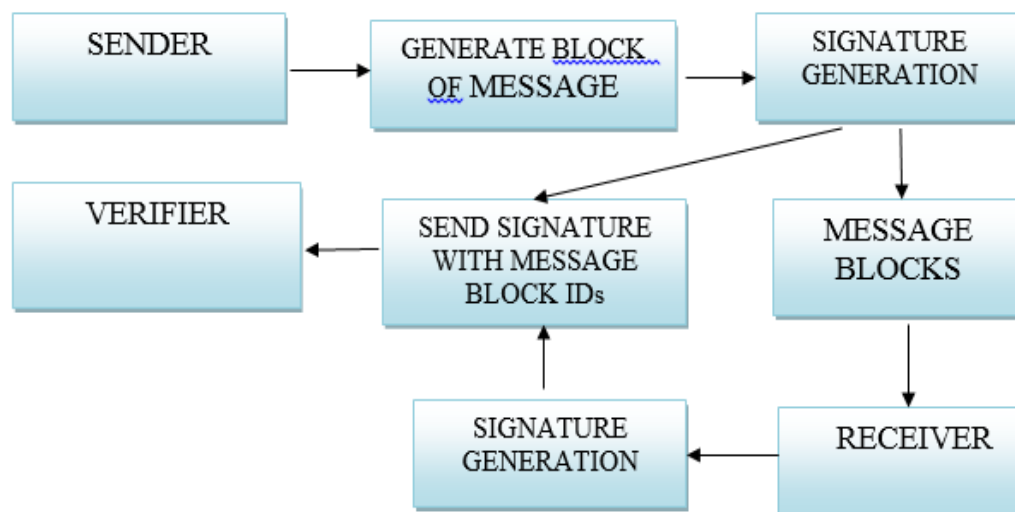 SENDER
GENERATE BLOCK
OF MESSAGE
SIGNATURE
GENERATION
VERIFIER
SEND SIGNATURE
WITH MESSAGE
BLOCK IDs
MESSAGE
BLOCKS
SIGNATURE
GENERATION
RECEIVER